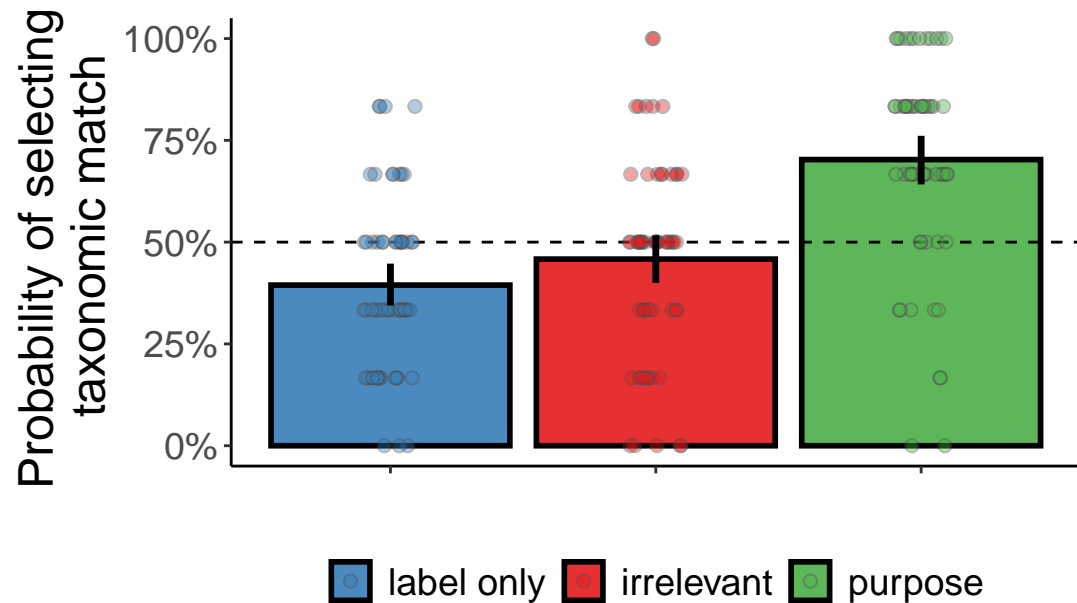 Probability of selecting
taxonomic match
100%
75%
50%
25%
0%
label only
irrelevant
purpose